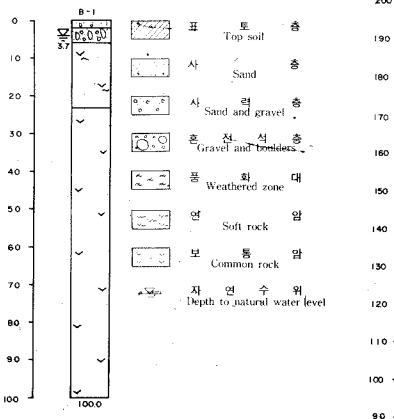 B-1
0
3.7
10
20
30
40
50
60
70
80
90
100
100.0
표 토 층
Top soil
사 층
Sand
사 력 층
Sand and gravel
혼 전 석 층
Gravel and boulders
풍 화 대
Weathered zone
연 암
Soft rock
보 통 암
Common rock
자 연 수 위
Depth to natural water level
200
190
180
170
160
150
140
130
120
110
100
90